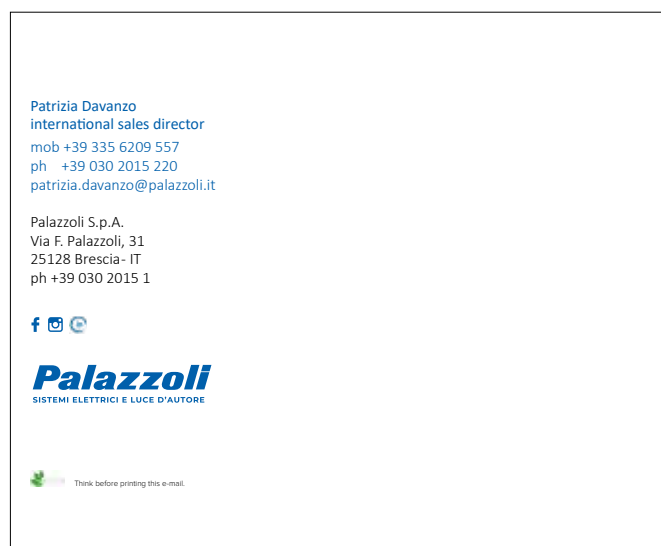 Patrizia Davanzo
international sales director
mob +39 335 6209 557
ph +39 030 2015 220
patrizia.davanzo@palazzoli.it
Palazzoli S.p.A.
Via F. Palazzoli, 31
25128 Brescia- IT
ph +39 030 2015 1
Palazzoli
SISTEMI ELETTRICI E LUCE D'AUTORE
Think before printing this e-mail.